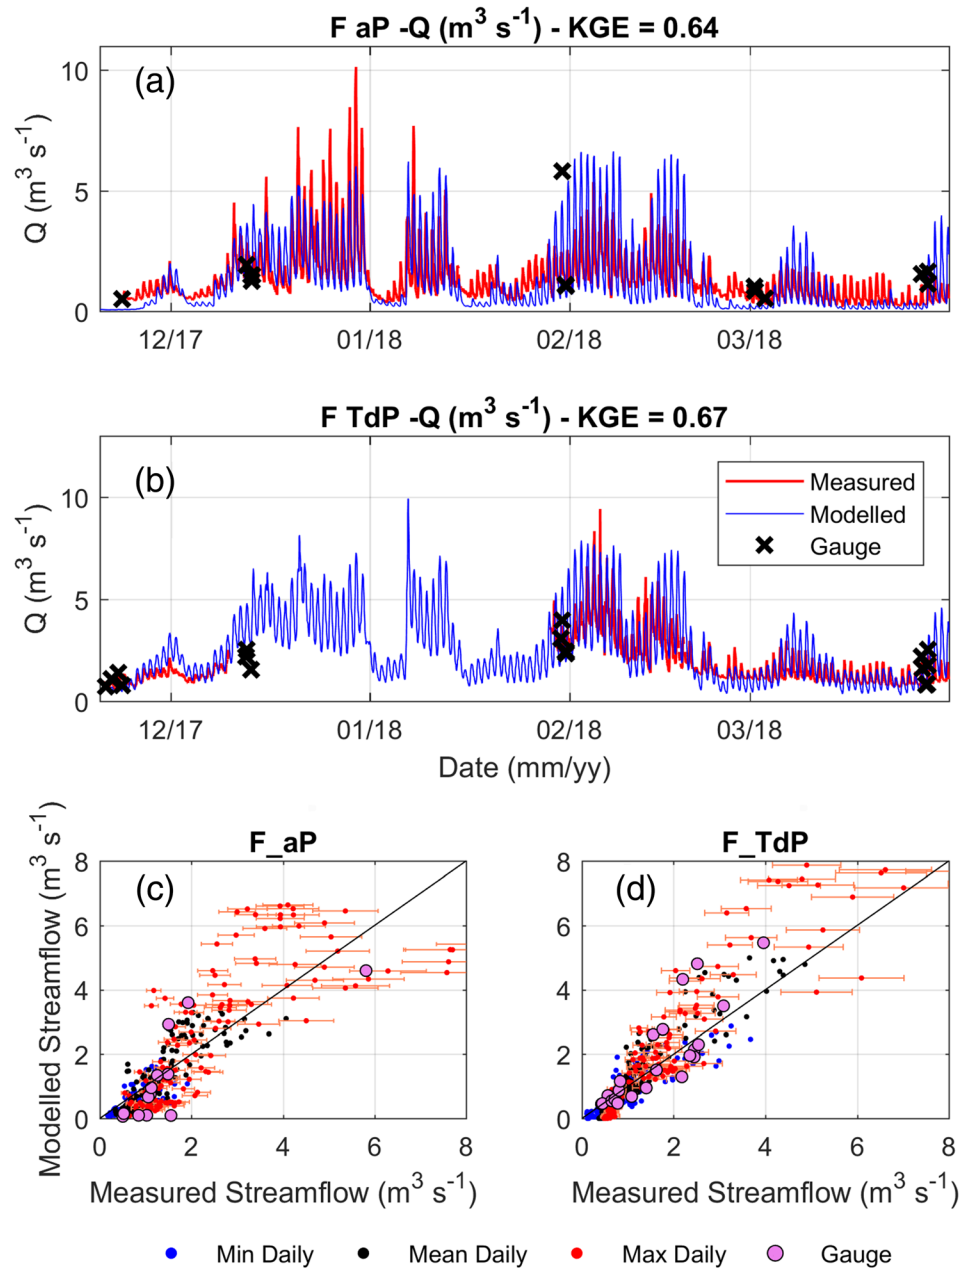 F aP -Q (m³ s⁻¹) - KGE = 0.64
(a)
10
5
0
Q (m³ s⁻¹)
12/17 01/18 02/18 03/18
F TdP -Q (m³ s⁻¹) - KGE = 0.67
(b)
Measured
Modelled
Gauge
10
5
0
Q (m³ s⁻¹)
12/17 01/18 02/18 03/18
Date (mm/yy)
F_aP
(c)
8
6
4
2
0
Modelled Streamflow (m³ s⁻¹)
0 2 4 6 8
Measured Streamflow (m³ s⁻¹)
F_TdP
(d)
8
6
4
2
0
0 2 4 6 8
Measured Streamflow (m³ s⁻¹)
Min Daily Mean Daily Max Daily Gauge